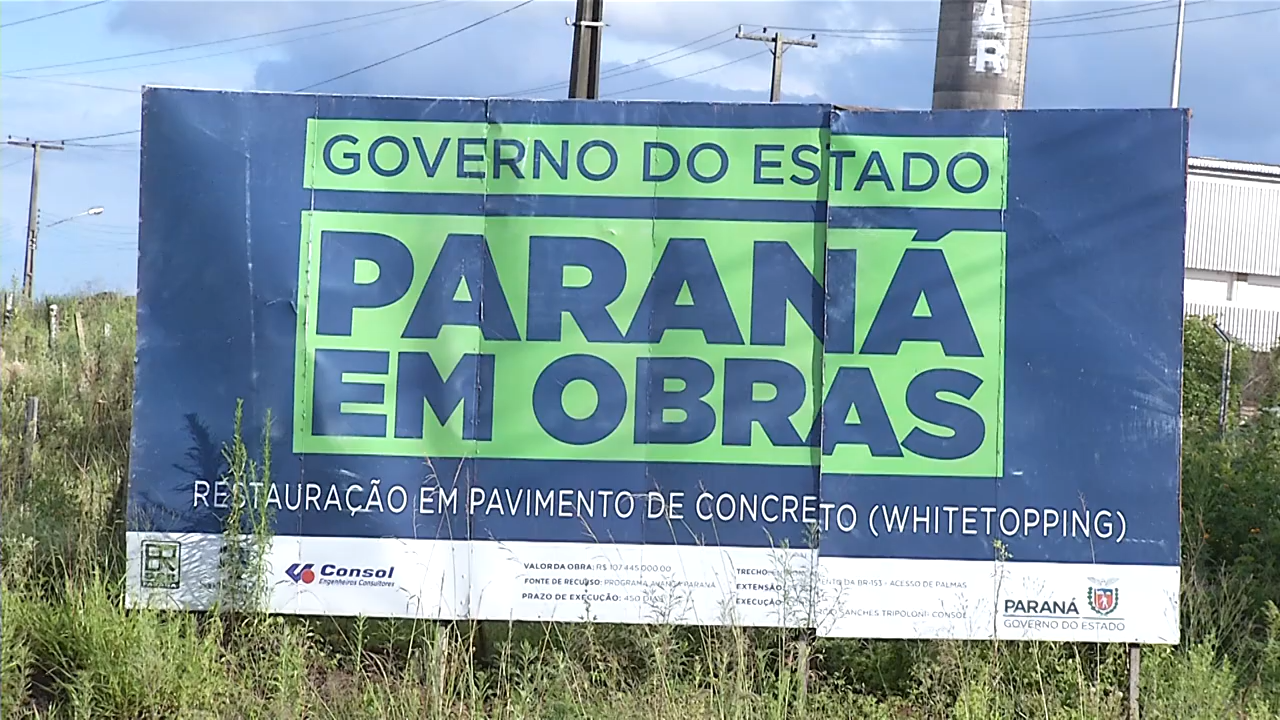 AR
GOVERNO DO ESTADO
PARANÁ
EM OBRAS
RESTAURAÇÃO EM PAVIMENTO DE CONCRETO (WHITETOPPING)
Consol
Engenheiros Consultores
VALOR DA OBRA: R$ 107.445.000,00
FONTE DE RECURSO: PROGRAMA AVANÇA PARANÁ
PRAZO DE EXECUÇÃO: 450 DIAS
TRECHO:
DA BR-153 - ACESSO DE PALMAS
EXTENSÃO
EXECUÇÃO
SANCHES TRIPOLONI- CONSOL
PARANÁ
GOVERNO DO ESTADO